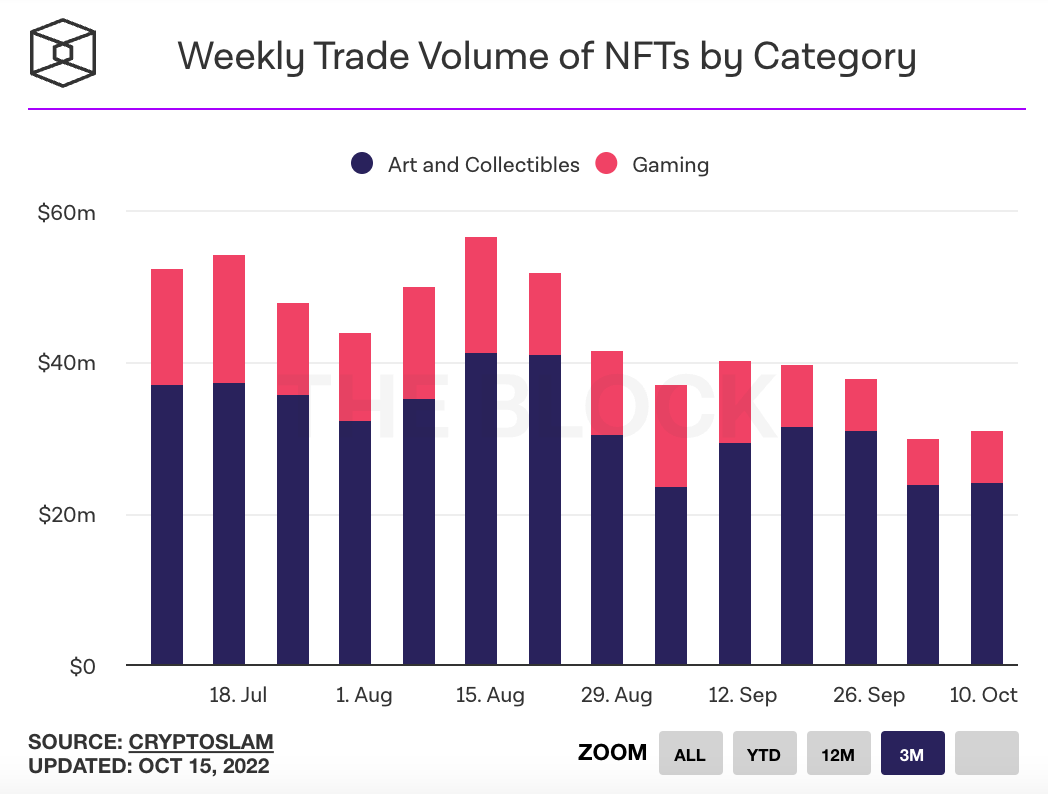 Weekly Trade Volume of NFTs by Category
Art and Collectibles Gaming
$60m
$40m
$20m
$0
THE BLOCK
18. Jul 1. Aug 15. Aug 29. Aug 12. Sep 26. Sep 10. Oct
SOURCE: CRYPTOSLAM
UPDATED: OCT 15, 2022
ZOOM ALL YTD 12M 3M